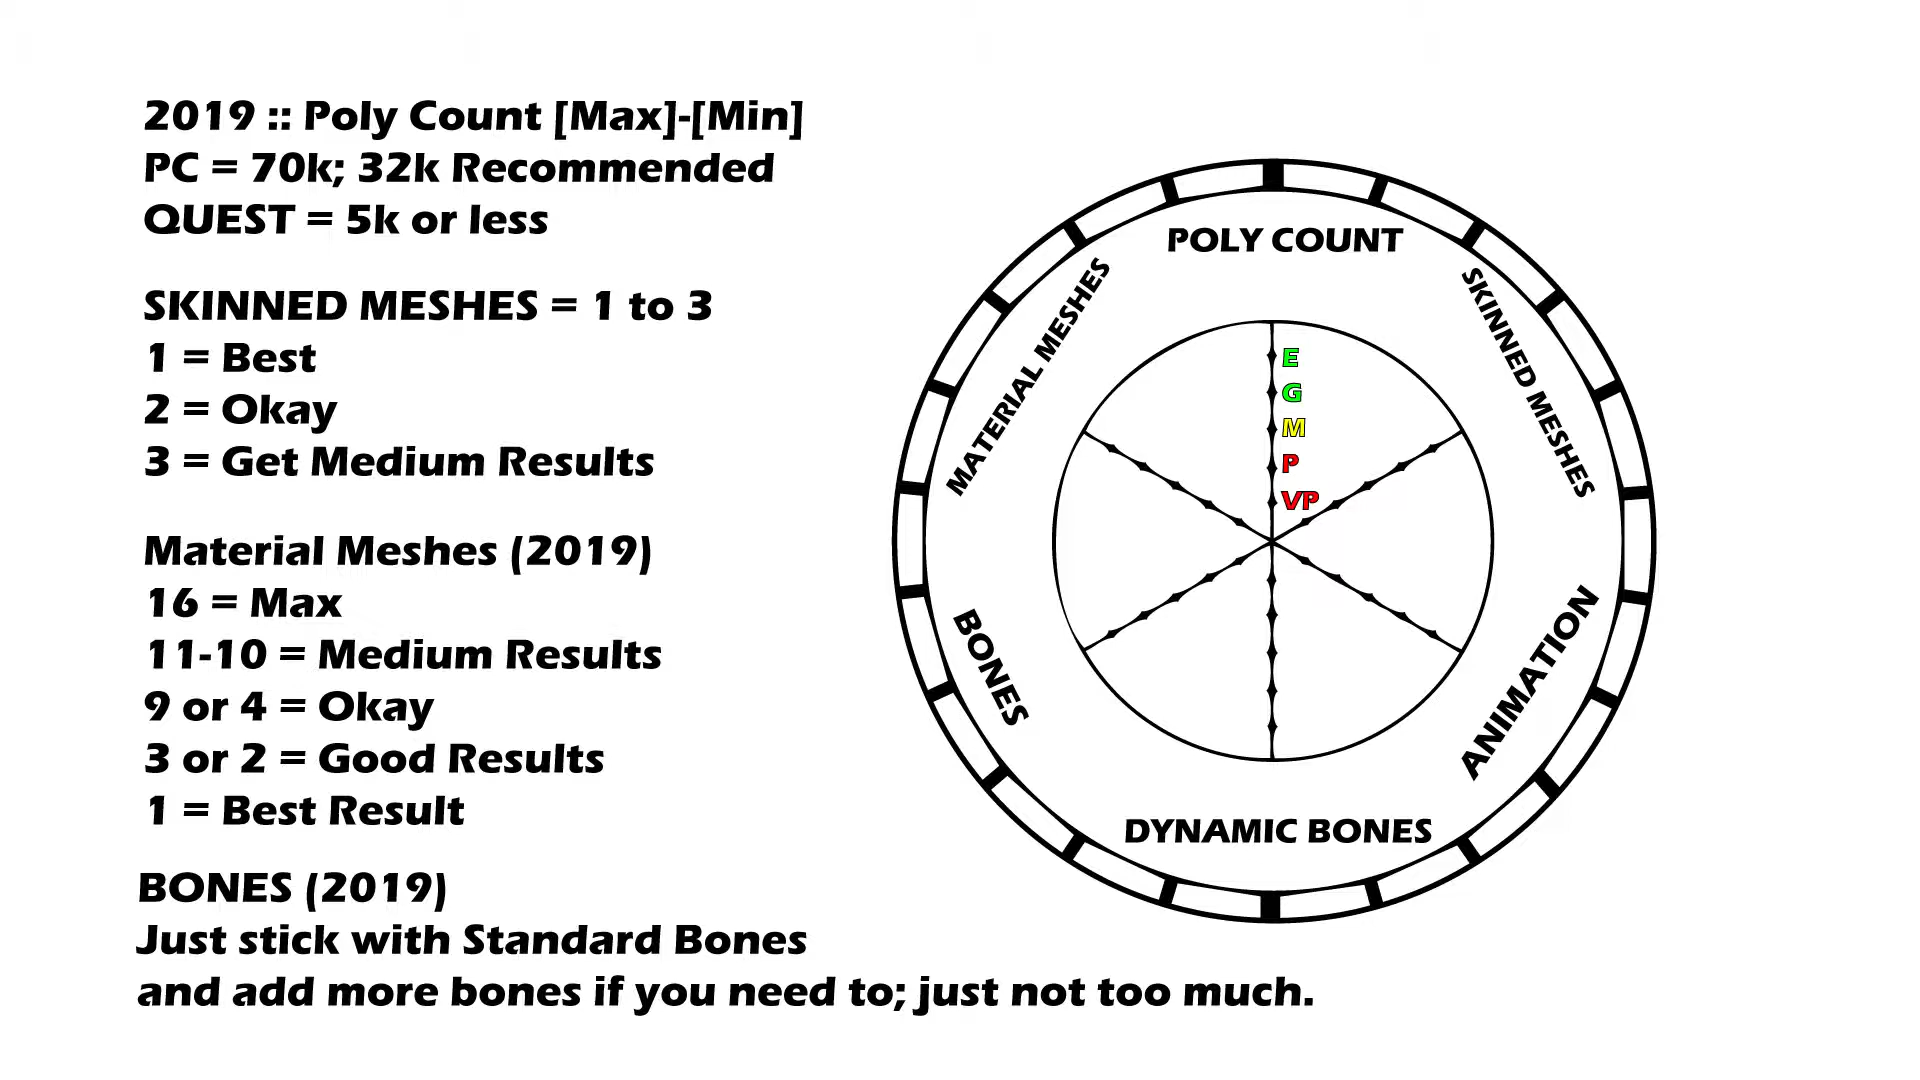 2019 :: Poly Count [Max]-[Min]
PC = 70k; 32k Recommended
QUEST = 5k or less
SKINNED MESHES = 1 to 3
1 = Best
2 = Okay
3 = Get Medium Results
Material Meshes (2019)
16 = Max
11-10 = Medium Results
9 or 4 = Okay
3 or 2 = Good Results
1 = Best Result
BONES (2019)
Just stick with Standard Bones
and add more bones if you need to; just not too much.
POLY COUNT
SKINNED MESHES
ANIMATION
DYNAMIC BONES
BONES
MATERIAL MESHES
E
G
M
P
VP